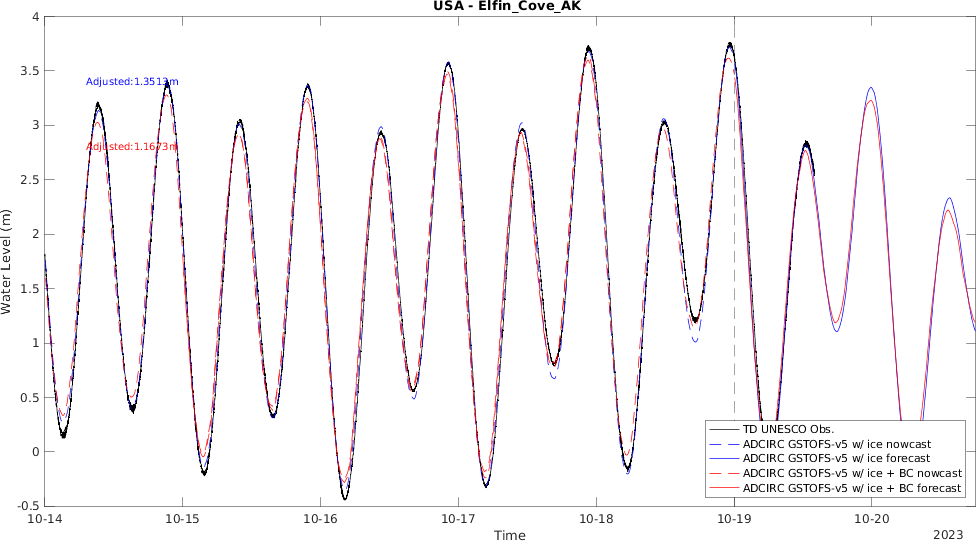 USA - Elfin_Cove_AK
4
3.5
3
2.5
2
1.5
1
0.5
0
-0.5
Water Level (m)
Adjusted:1.3513m
Adjusted:1.1673m
TD UNESCO Obs.
ADCIRC GSTOFS-v5 w/ ice nowcast
ADCIRC GSTOFS-v5 w/ ice forecast
ADCIRC GSTOFS-v5 w/ ice + BC nowcast
ADCIRC GSTOFS-v5 w/ ice + BC forecast
10-14 10-15 10-16 10-17 10-18 10-19 10-20
Time
2023